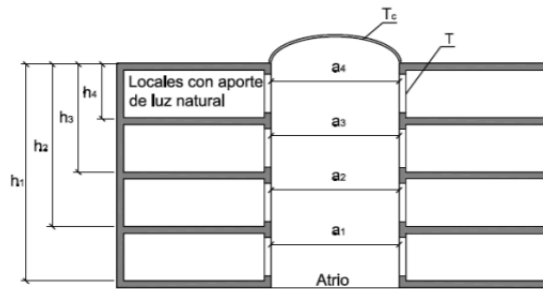 Tc
T
Locales con aporte
de luz natural
a4
a3
a2
a1
h4
h3
h2
h1
Atrio